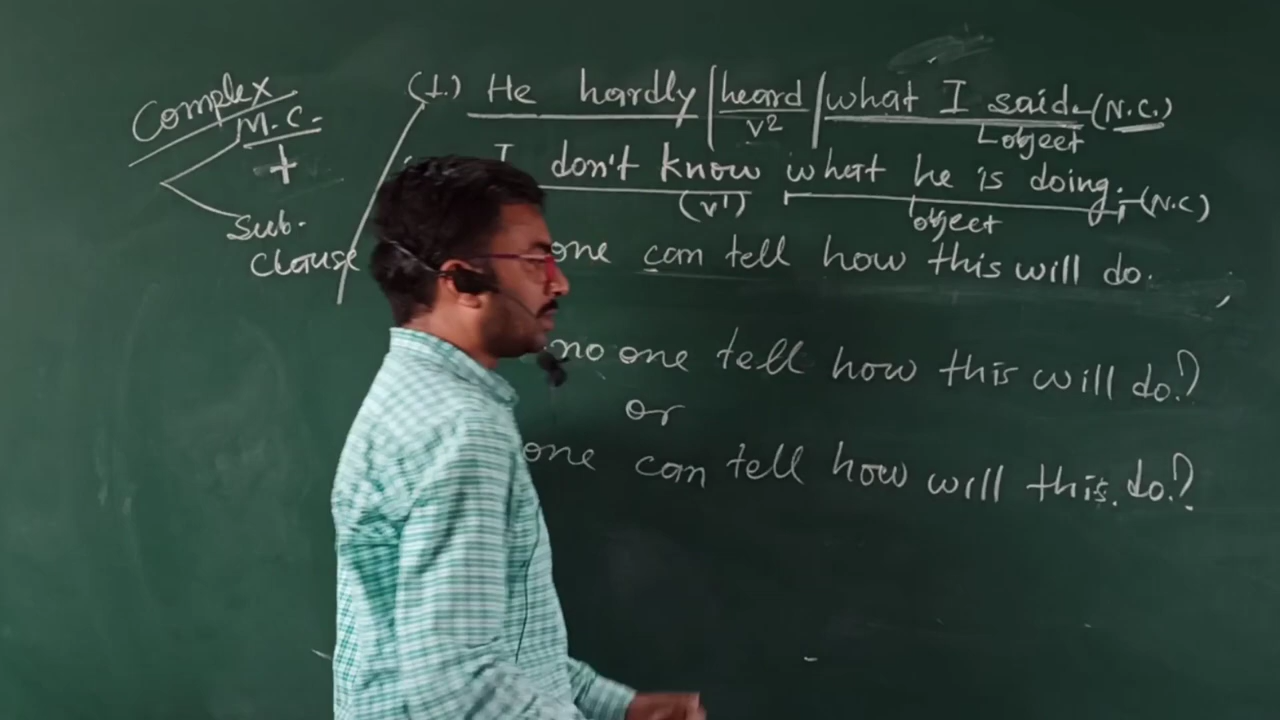 Complex
M.C.
+
Sub.
Clause
(1.) He hardly | heard | what I said. - (N.C.)
V2
object
I don't know what he is doing. - (N.C)
(V1)
object
one can tell how this will do.
no one tell how this will do.?
or
one can tell how will this. do.?